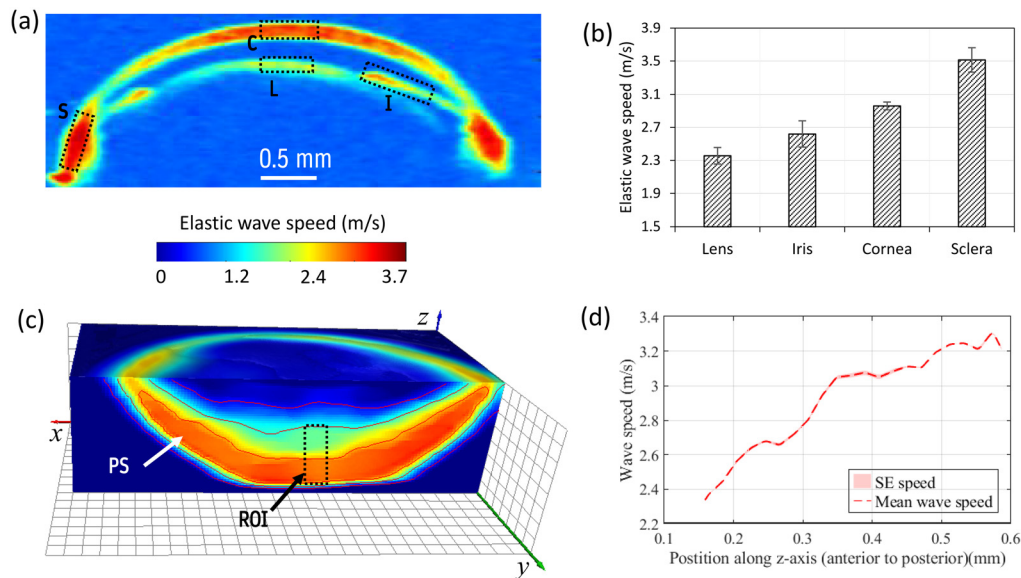 (a)
C
L
I
S
0.5 mm
Elastic wave speed (m/s)
0 1.2 2.4 3.7
(b)
Elastic wave speed (m/s)
3.9
3.5
3.1
2.7
2.3
1.9
1.5
Lens Iris Cornea Sclera
(c)
z
x
PS
ROI
y
(d)
Wave speed (m/s)
3.4
3.2
3
2.8
2.6
2.4
2.2
SE speed
Mean wave speed
0.1 0.2 0.3 0.4 0.5 0.6
Postition along z-axis (anterior to posterior)(mm)